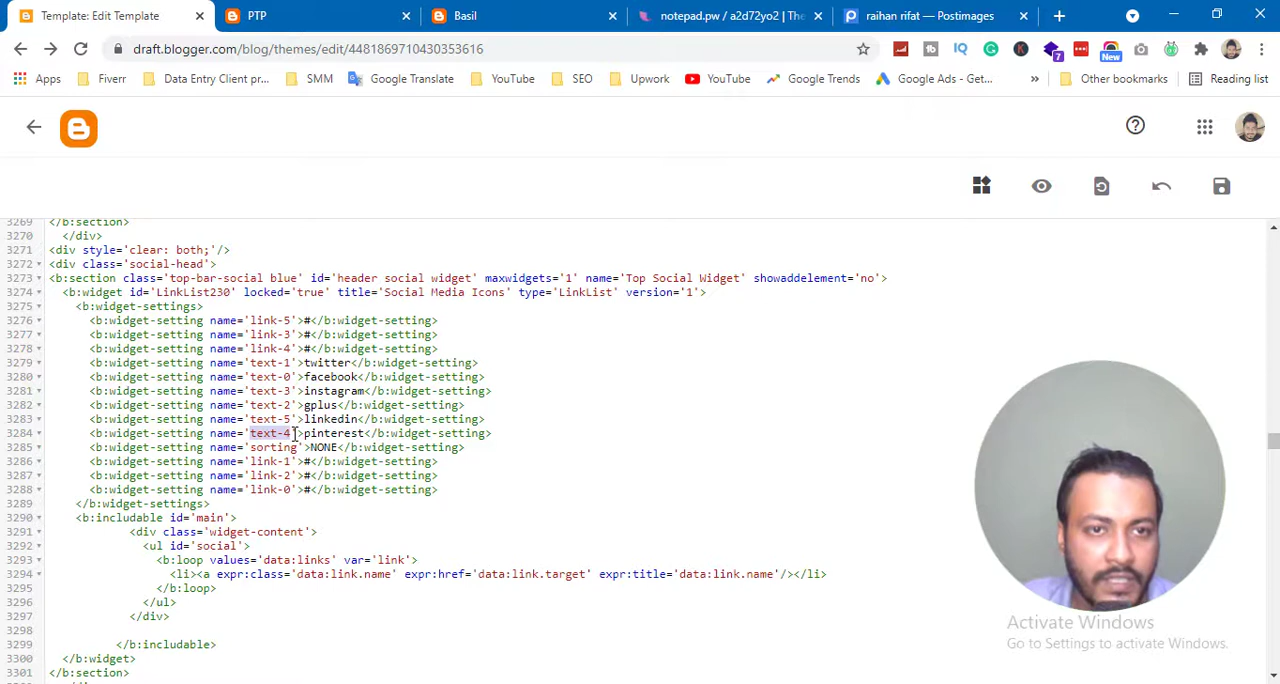 Template: Edit Template
PTP
Basil
notepad.pw / a2d72yo2 | The
raihan rifat — Postimages
draft.blogger.com/blog/themes/edit/4481869710430353616
7
New
Apps
Fiverr
Data Entry Client pr...
SMM
Google Translate
YouTube
SEO
Upwork
YouTube
Google Trends
Google Ads - Get...
»
Other bookmarks
Reading list
3269 </b:section>
3270 </div>
3271 <div style='clear: both;'/>
3272 <div class='social-head'>
3273 <b:section class='top-bar-social blue' id='header social widget' maxwidgets='1' name='Top Social Widget' showaddelement='no'>
3274 <b:widget id='LinkList230' locked='true' title='Social Media Icons' type='LinkList' version='1'>
3275 <b:widget-settings>
3276 <b:widget-setting name='link-5'>#</b:widget-setting>
3277 <b:widget-setting name='link-3'>#</b:widget-setting>
3278 <b:widget-setting name='link-4'>#</b:widget-setting>
3279 <b:widget-setting name='text-1'>twitter</b:widget-setting>
3280 <b:widget-setting name='text-0'>facebook</b:widget-setting>
3281 <b:widget-setting name='text-3'>instagram</b:widget-setting>
3282 <b:widget-setting name='text-2'>gplus</b:widget-setting>
3283 <b:widget-setting name='text-5'>linkedin</b:widget-setting>
3284 <b:widget-setting name='text-4'>pinterest</b:widget-setting>
3285 <b:widget-setting name='sorting'>NONE</b:widget-setting>
3286 <b:widget-setting name='link-1'>#</b:widget-setting>
3287 <b:widget-setting name='link-2'>#</b:widget-setting>
3288 <b:widget-setting name='link-0'>#</b:widget-setting>
3289 </b:widget-settings>
3290 <b:includable id='main'>
3291 <div class='widget-content'>
3292 <ul id='social'>
3293 <b:loop values='data:links' var='link'>
3294 <li><a expr:class='data:link.name' expr:href='data:link.target' expr:title='data:link.name'/></li>
3295 </b:loop>
3296 </ul>
3297 </div>
3298
3299 </b:includable>
3300 </b:widget>
3301 </b:section>
Activate Windows
Go to Settings to activate Windows.